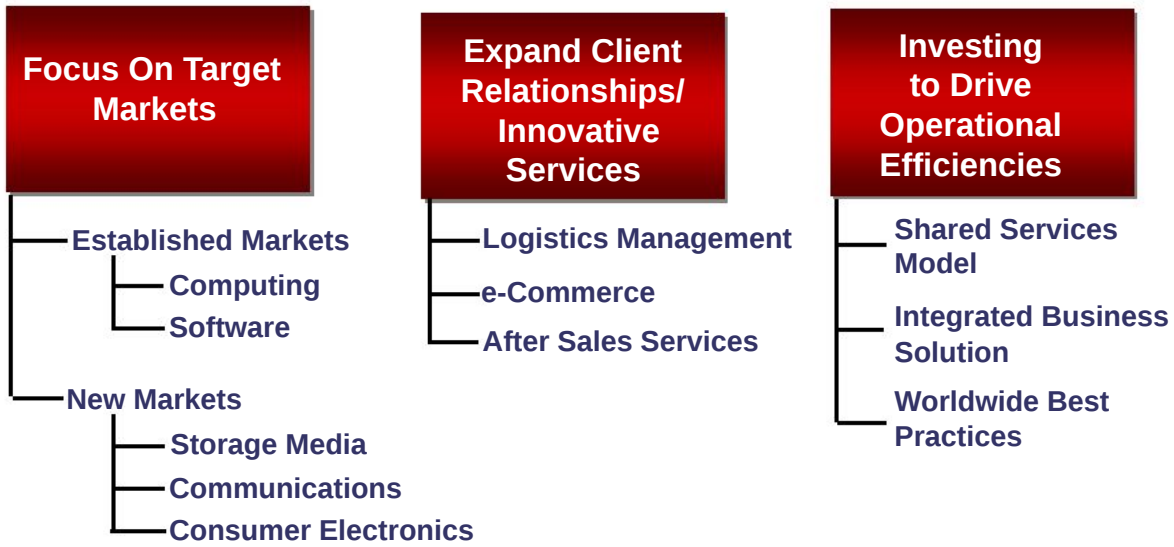 Focus On Target
Markets
Established Markets
Computing
Software
New Markets
Storage Media
Communications
Consumer Electronics
Expand Client
Relationships/
Innovative
Services
Logistics Management
e-Commerce
After Sales Services
Investing
to Drive
Operational
Efficiencies
Shared Services
Model
Integrated Business
Solution
Worldwide Best
Practices